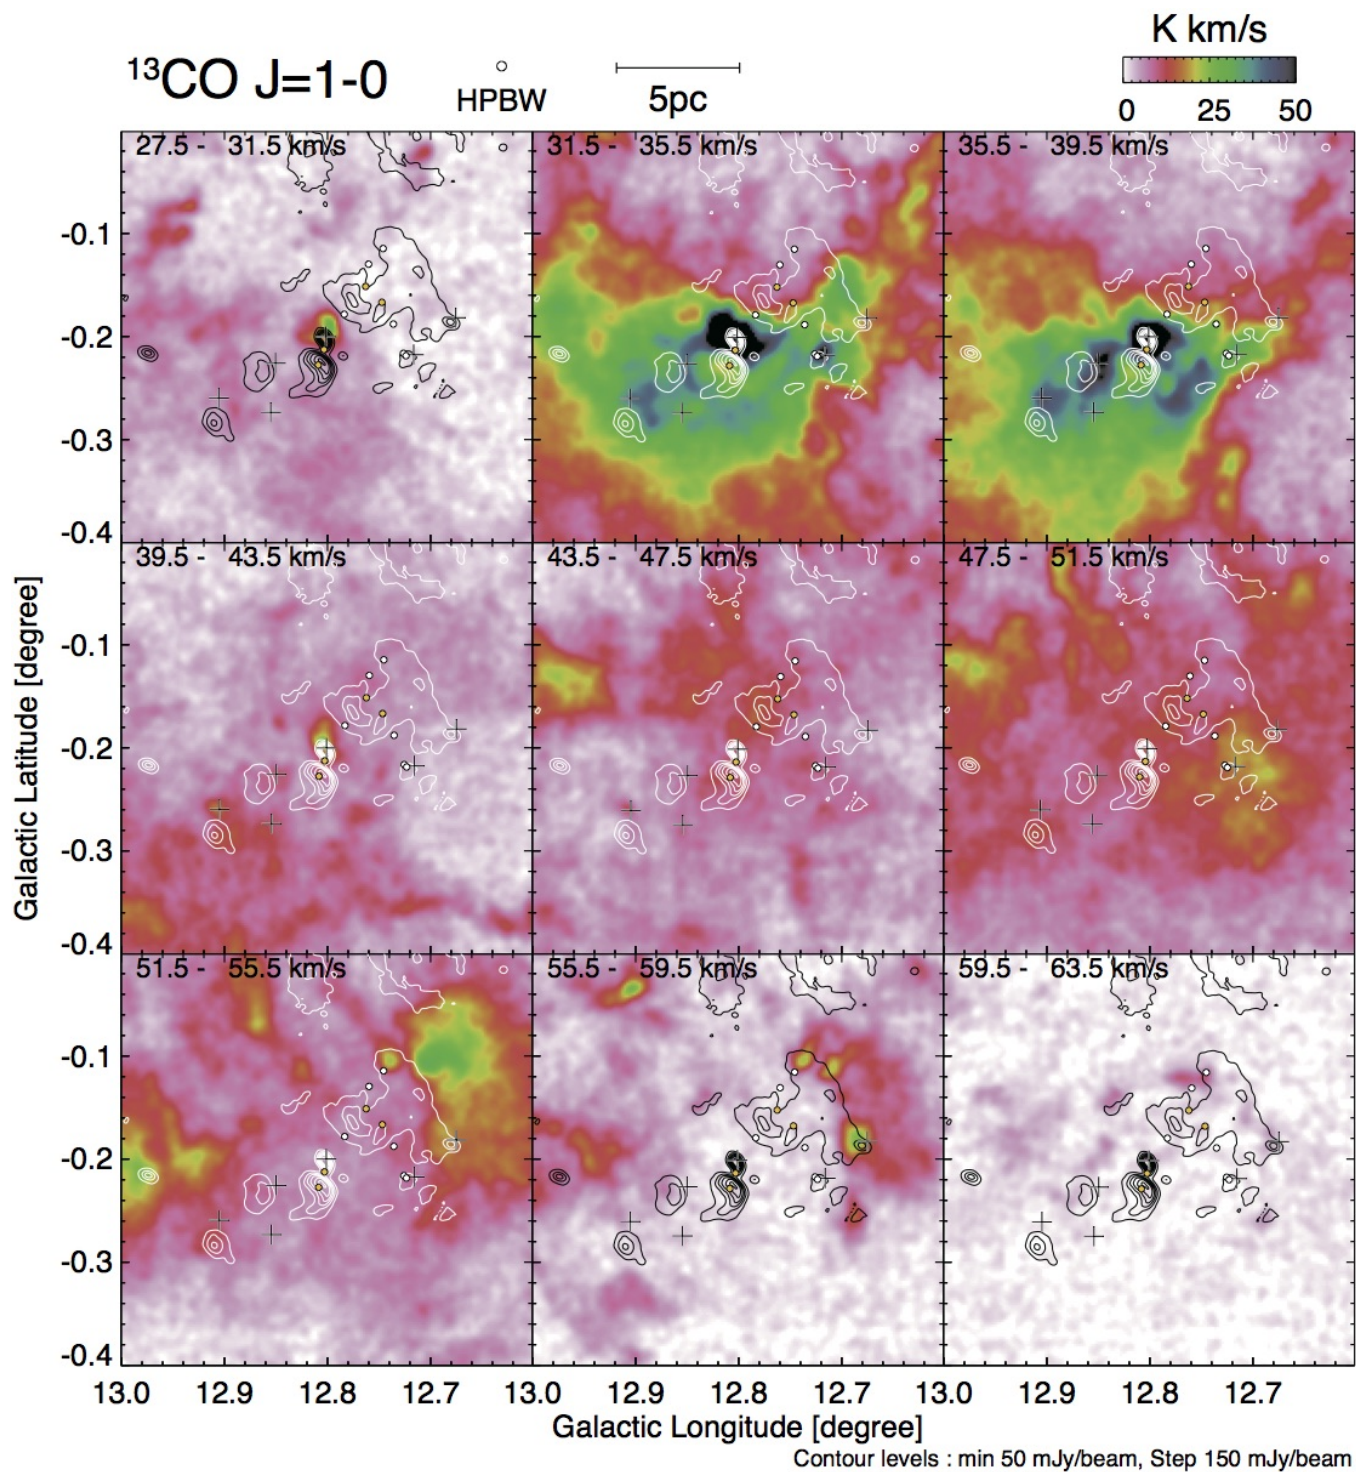 ¹³CO J=1-0
HPBW
5pc
K km/s
0 25 50
27.5 - 31.5 km/s
31.5 - 35.5 km/s
35.5 - 39.5 km/s
-0.1
-0.2
-0.3
-0.4
39.5 - 43.5 km/s
43.5 - 47.5 km/s
47.5 - 51.5 km/s
-0.1
-0.2
-0.3
-0.4
51.5 - 55.5 km/s
55.5 - 59.5 km/s
59.5 - 63.5 km/s
-0.1
-0.2
-0.3
-0.4
Galactic Latitude [degree]
13.0 12.9 12.8 12.7 13.0 12.9 12.8 12.7 13.0 12.9 12.8 12.7
Galactic Longitude [degree]
Contour levels : min 50 mJy/beam, Step 150 mJy/beam